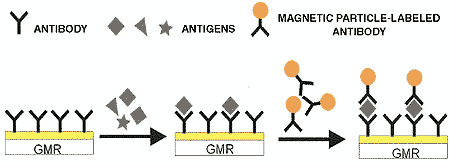 ANTIBODY
ANTIGENS
MAGNETIC PARTICLE-LABELED
ANTIBODY
GMR
GMR
GMR